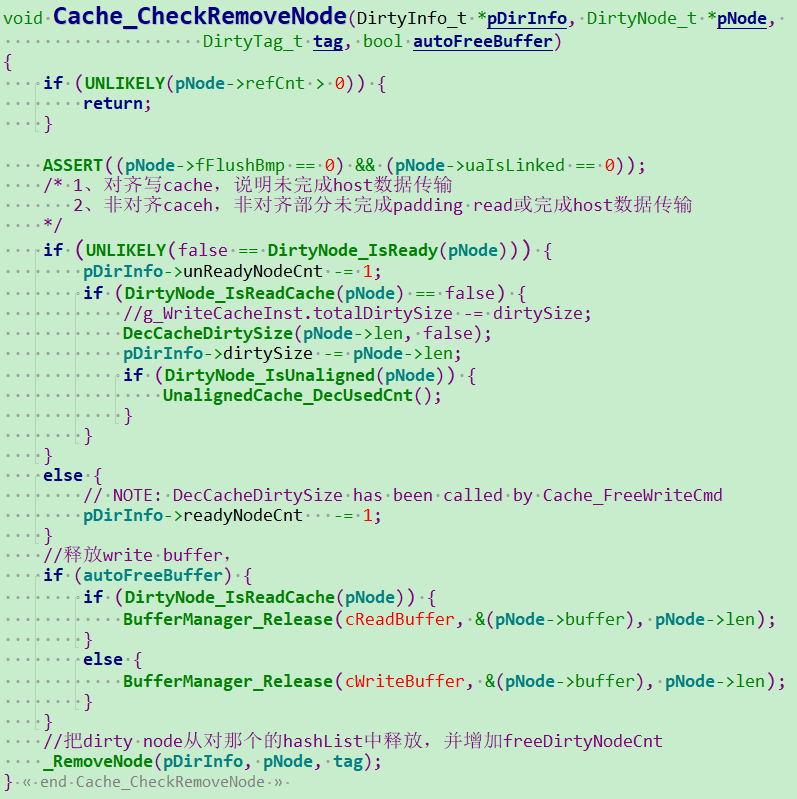 void Cache_CheckRemoveNode(DirtyInfo_t *pDirInfo, DirtyNode_t *pNode,
DirtyTag_t tag, bool autoFreeBuffer)
{
if (UNLIKELY(pNode->refCnt > 0)) {
return;
}
ASSERT((pNode->fFlushBmp == 0) && (pNode->uaIsLinked == 0));
/* 1、对齐写cache，说明未完成host数据传输
2、非对齐caceh，非对齐部分未完成padding read或完成host数据传输
*/
if (UNLIKELY(false == DirtyNode_IsReady(pNode))) {
pDirInfo->unReadyNodeCnt -= 1;
if (DirtyNode_IsReadCache(pNode) == false) {
//g_WriteCacheInst.totalDirtySize -= dirtySize;
DecCacheDirtySize(pNode->len, false);
pDirInfo->dirtySize -= pNode->len;
if (DirtyNode_IsUnaligned(pNode)) {
UnalignedCache_DecUsedCnt();
}
}
}
else {
// NOTE: DecCacheDirtySize has been called by Cache_FreeWriteCmd
pDirInfo->readyNodeCnt   -= 1;
}
//释放write buffer，
if (autoFreeBuffer) {
if (DirtyNode_IsReadCache(pNode)) {
BufferManager_Release(cReadBuffer, &(pNode->buffer), pNode->len);
}
else {
BufferManager_Release(cWriteBuffer, &(pNode->buffer), pNode->len);
}
}
//把dirty node从对那个的hashList中释放，并增加freeDirtyNodeCnt
_RemoveNode(pDirInfo, pNode, tag);
} « end Cache_CheckRemoveNode »